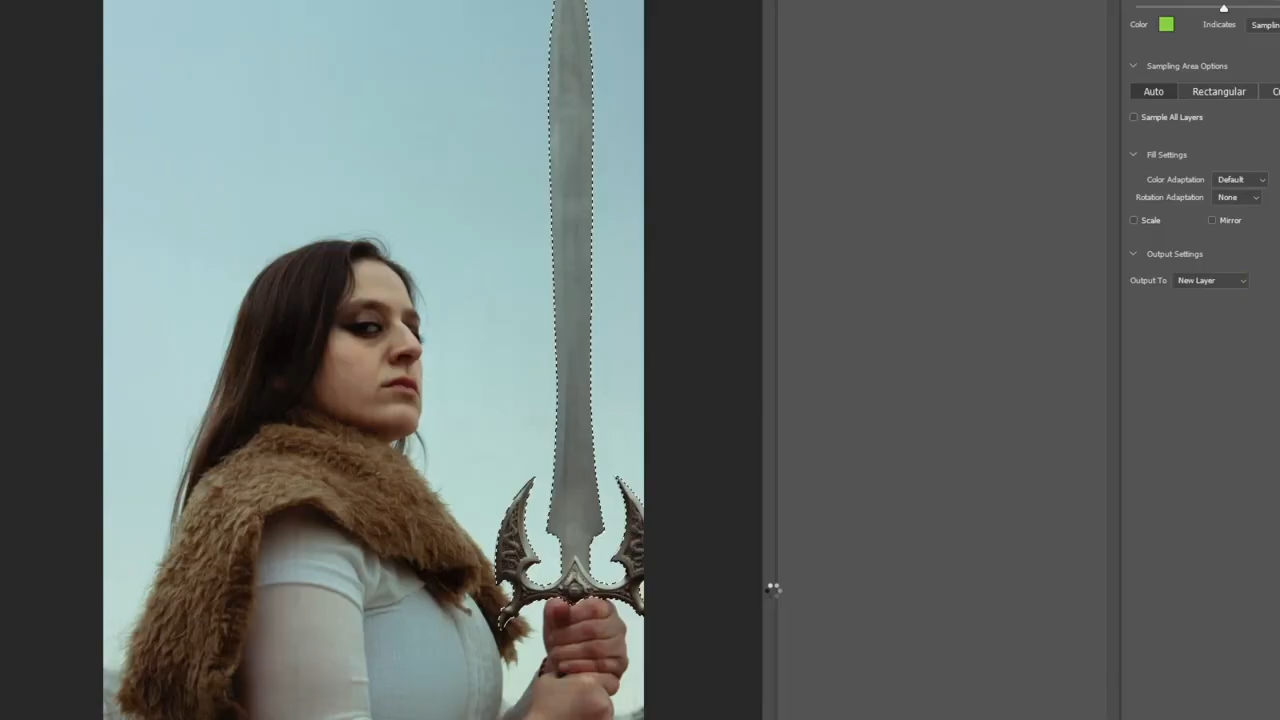 Color Indicates
Sampling Area Options
Auto Rectangular
Sample All Layers
Fill Settings
Color Adaptation Default
Rotation Adaptation None
Scale Mirror
Output Settings
Output To New Layer